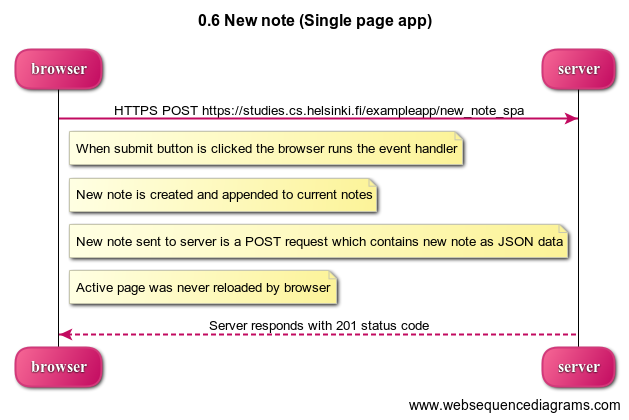 0.6 New note (Single page app)
browser
server
HTTPS POST https://studies.cs.helsinki.fi/exampleapp/new_note_spa
When submit button is clicked the browser runs the event handler
New note is created and appended to current notes
New note sent to server is a POST request which contains new note as JSON data
Active page was never reloaded by browser
Server responds with 201 status code
browser
server
www.websequencediagrams.com